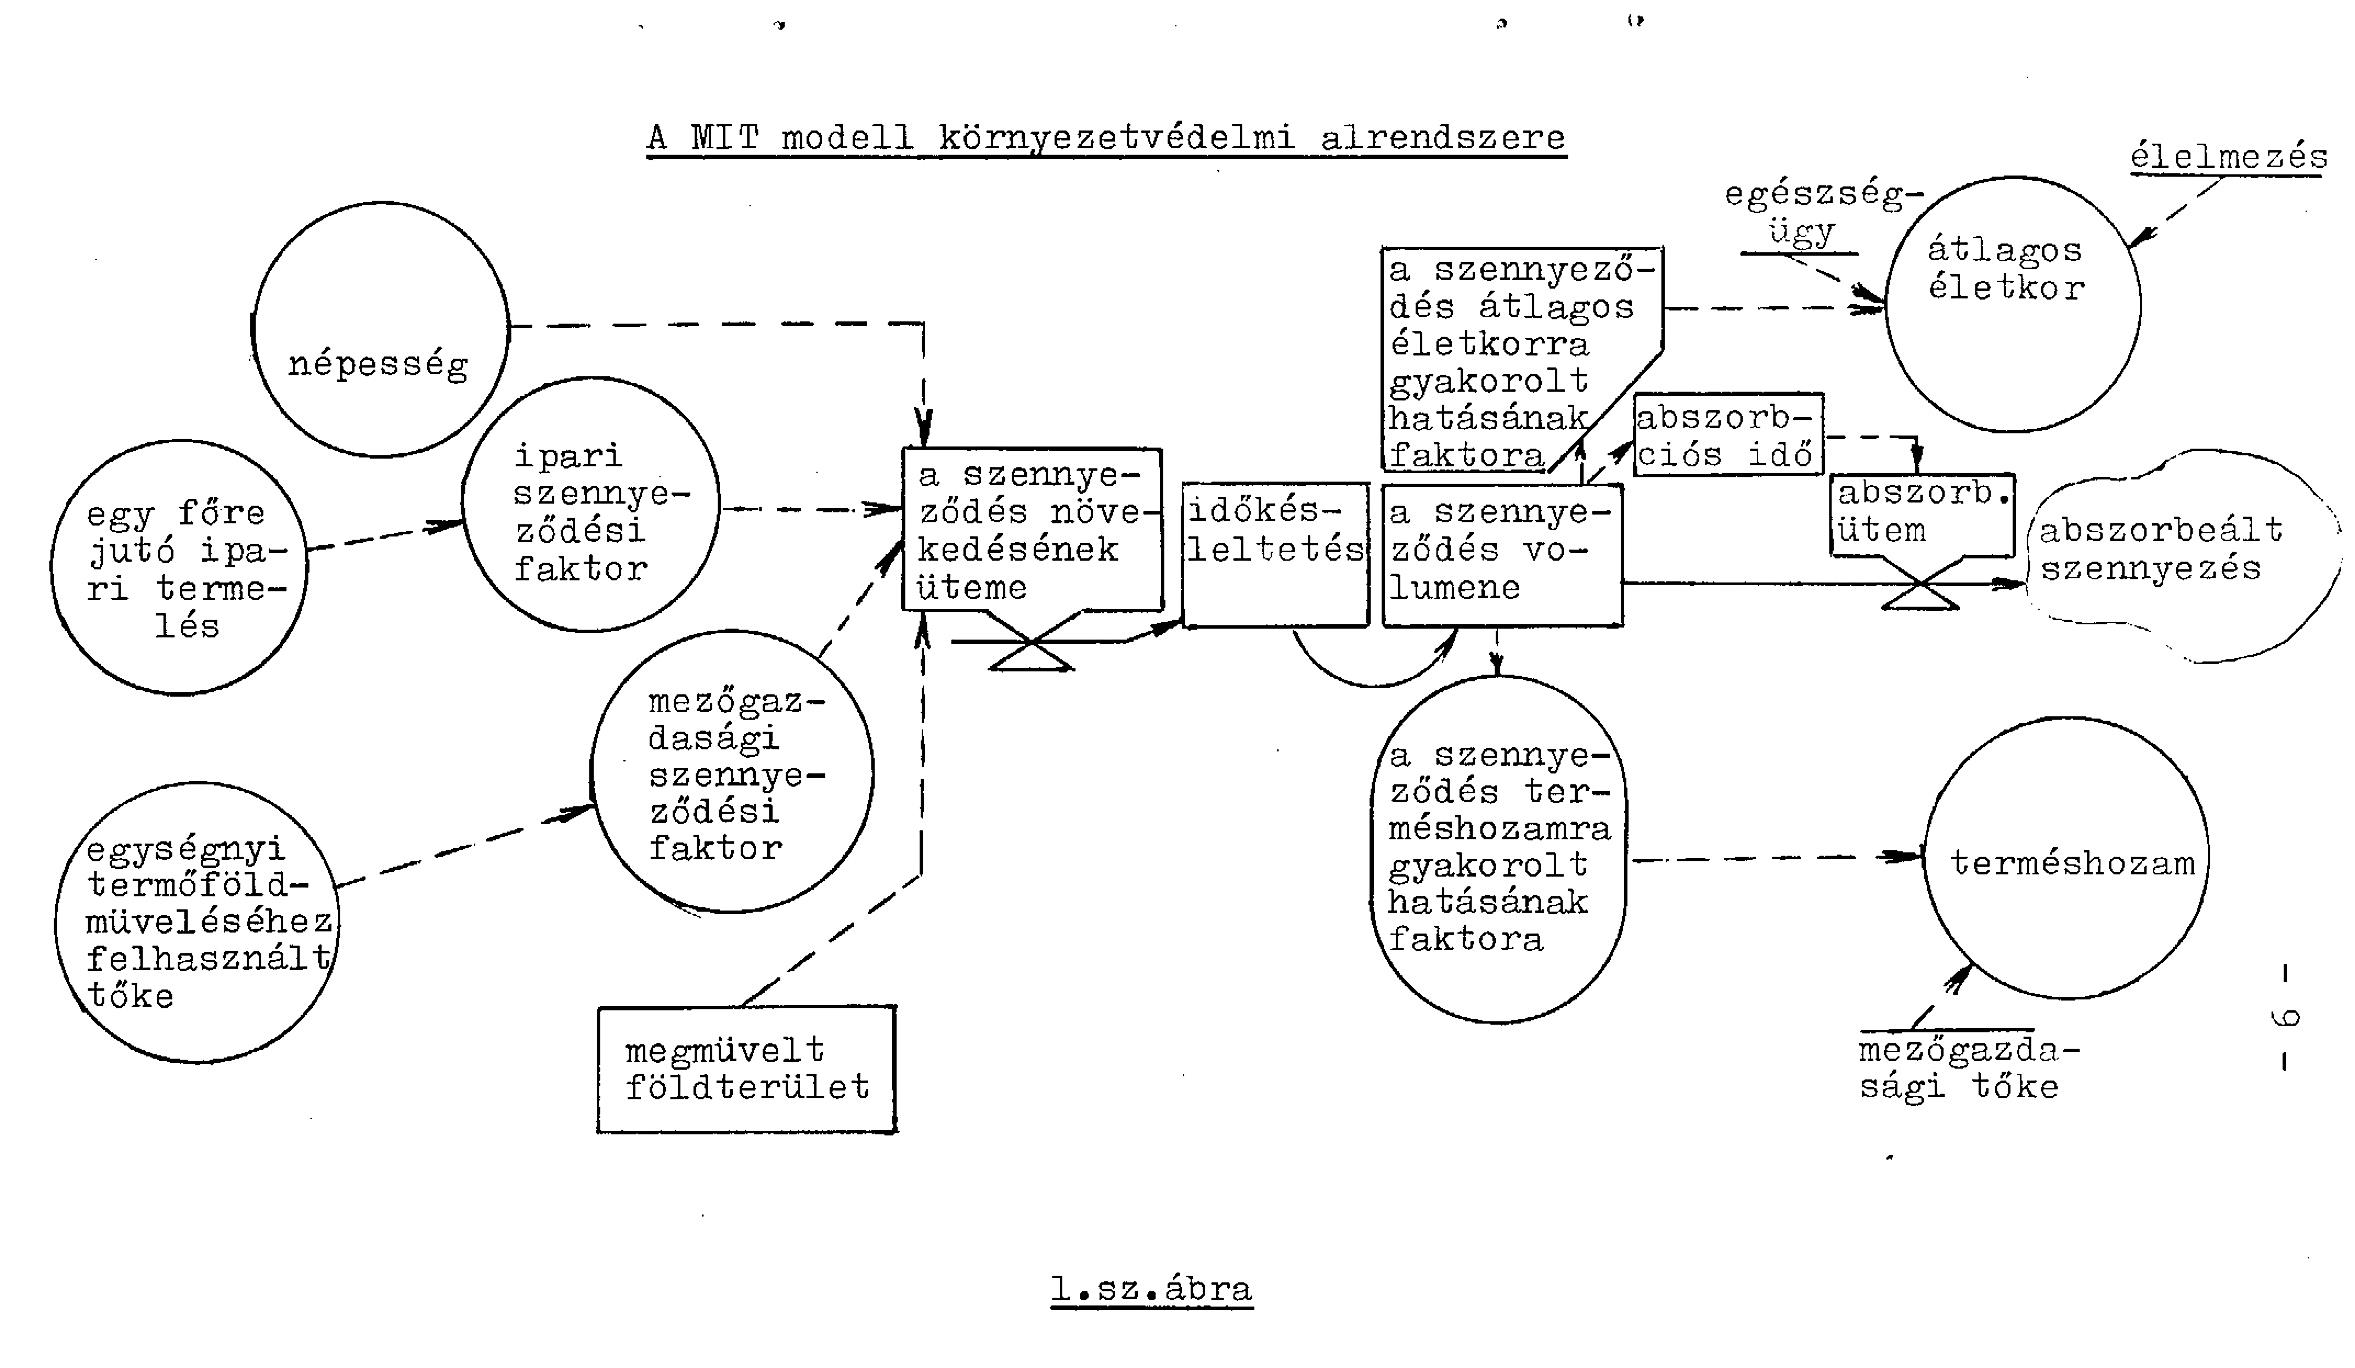 A MIT modell környezetvédelmi alrendszere
élelmezés
egészség-
ügy
átlagos
életkor
a szennyező-
dés átlagos
életkorra
gyakorolt
hatásának
faktora
népesség
abszorb-
ciós idő
ipari
szennye-
ződési
faktor
a szennye-
ződés növe-
kedésének
üteme
időkés-
leltetés
a szennye-
ződés vo-
lumene
abszorb.
ütem
abszorbeált
szennyezés
egy főre
jutó ipa-
ri terme-
lés
mezőgaz-
dasági
szennye-
ződési
faktor
a szennye-
ződés ter-
méshozamra
gyakorolt
hatásának
faktora
terméshozam
egységnyi
termőföld-
müveléséhez
felhasznált
tőke
megmüvelt
földterület
mezőgazda-
sági tőke
- 6 -
1.sz.ábra